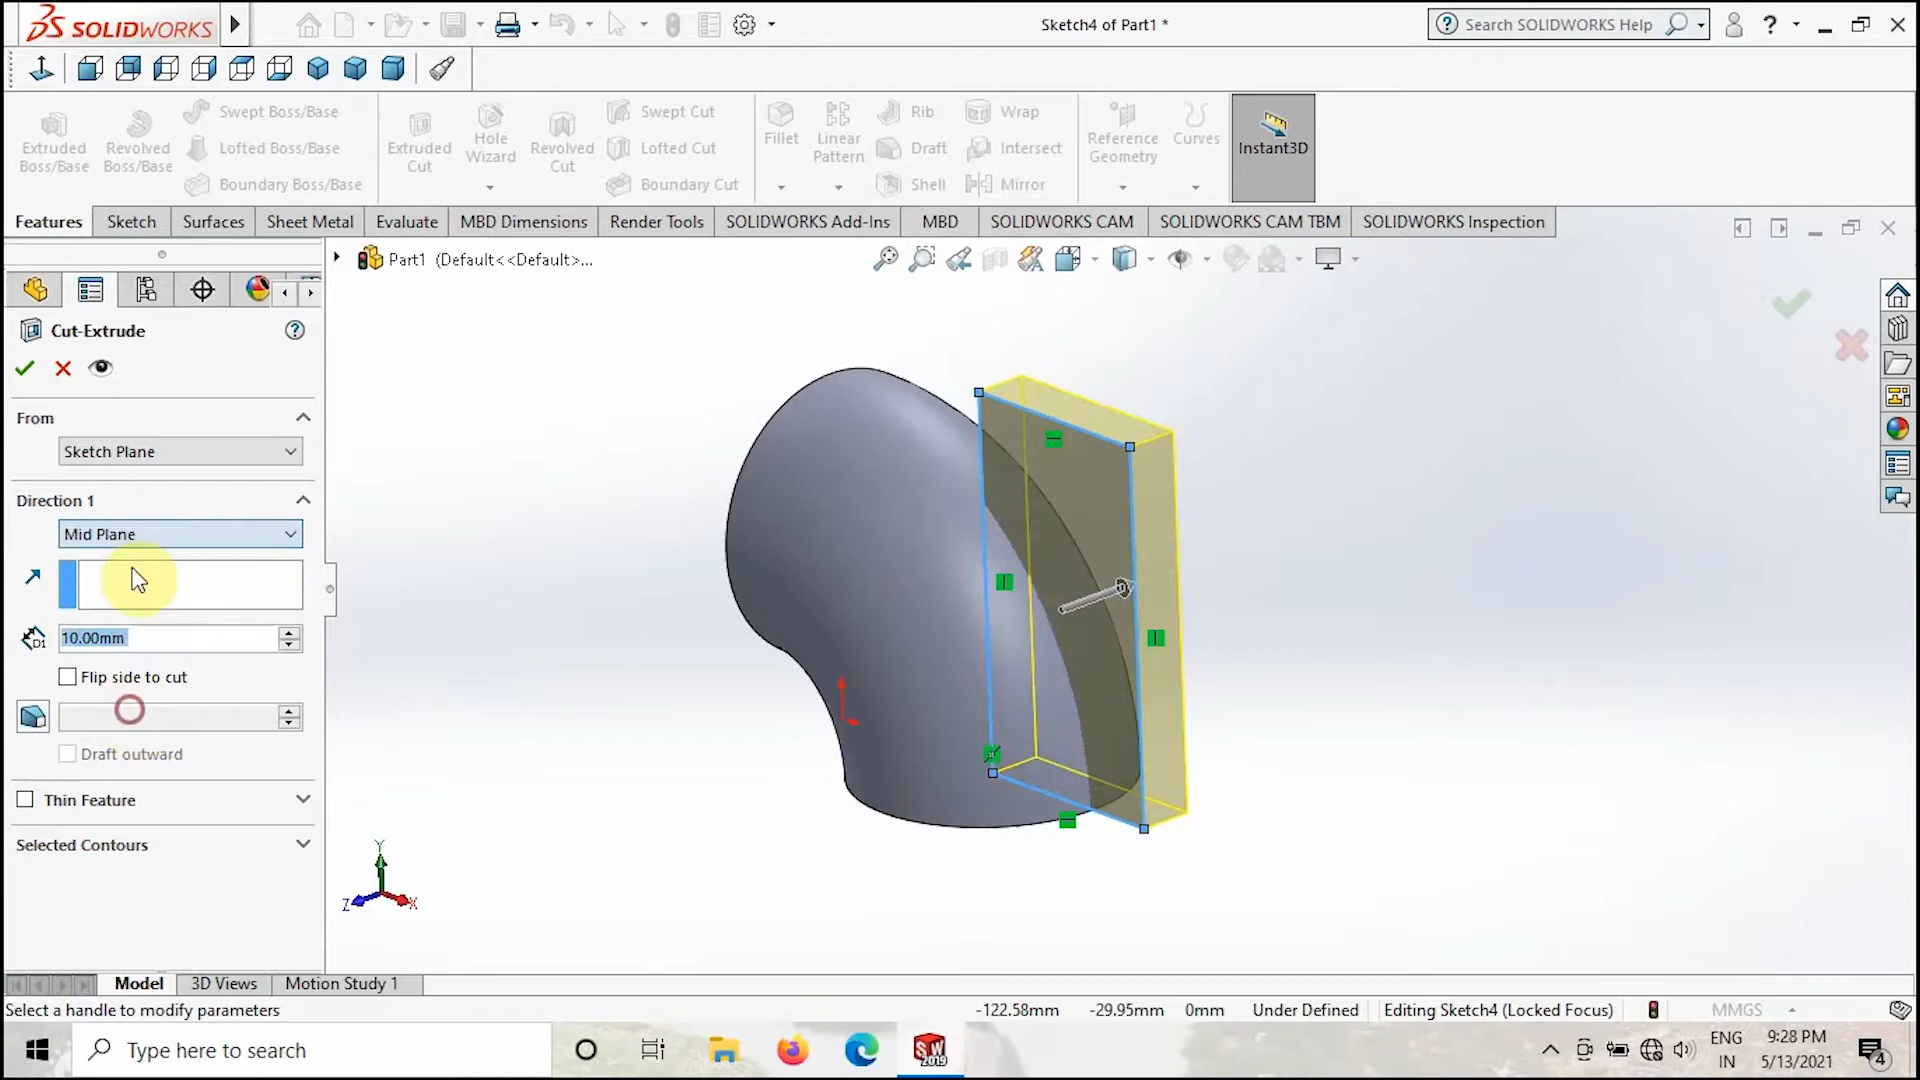 SOLIDWORKS
Sketch4 of Part1 *
Search SOLIDWORKS Help
Extruded Boss/Base
Revolved Boss/Base
Swept Boss/Base
Lofted Boss/Base
Boundary Boss/Base
Extruded Cut
Hole Wizard
Revolved Cut
Swept Cut
Lofted Cut
Boundary Cut
Fillet
Linear Pattern
Rib
Draft
Shell
Wrap
Intersect
Mirror
Reference Geometry
Curves
Instant3D
Features
Sketch
Surfaces
Sheet Metal
Evaluate
MBD Dimensions
Render Tools
SOLIDWORKS Add-Ins
MBD
SOLIDWORKS CAM
SOLIDWORKS CAM TBM
SOLIDWORKS Inspection
Part1 (Default<<Default>...
Cut-Extrude
From
Sketch Plane
Direction 1
Mid Plane
D1
10.00mm
Flip side to cut
Draft outward
Thin Feature
Selected Contours
Y
Z
X
Model
3D Views
Motion Study 1
Select a handle to modify parameters
-122.58mm
-29.95mm
0mm
Under Defined
Editing Sketch4 (Locked Focus)
MMGS
Type here to search
SW
2019
ENG
IN
9:28 PM
5/13/2021
4